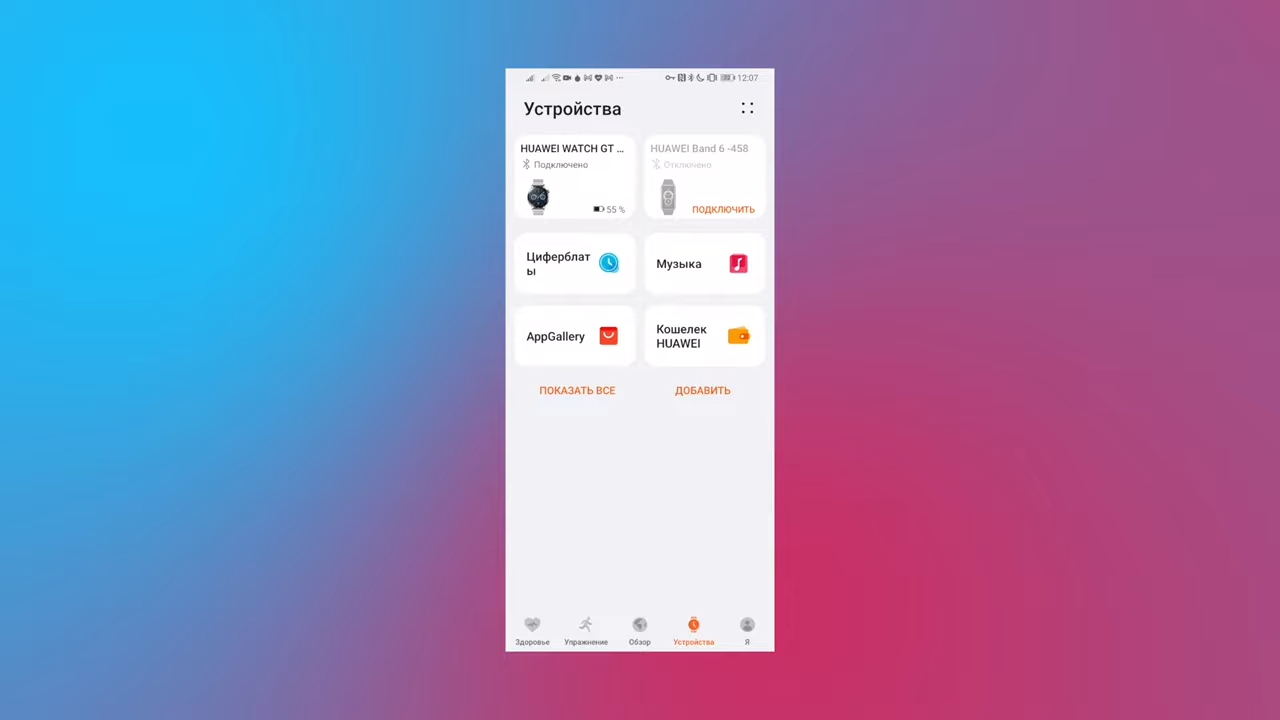 12:07
Устройства
HUAWEI WATCH GT ...
Подключено
55 %
HUAWEI Band 6 -458
Отключено
ПОДКЛЮЧИТЬ
Циферблат
ы
Музыка
AppGallery
Кошелек
HUAWEI
ПОКАЗАТЬ ВСЕ
ДОБАВИТЬ
Здоровье
Упражнение
Обзор
Устройства
Я